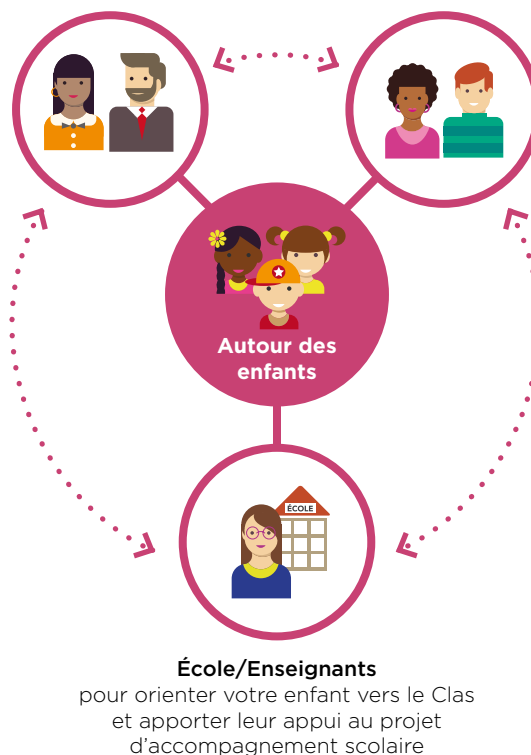 Autour des
enfants
ÉCOLE
École/Enseignants
pour orienter votre enfant vers le Clas
et apporter leur appui au projet
d'accompagnement scolaire